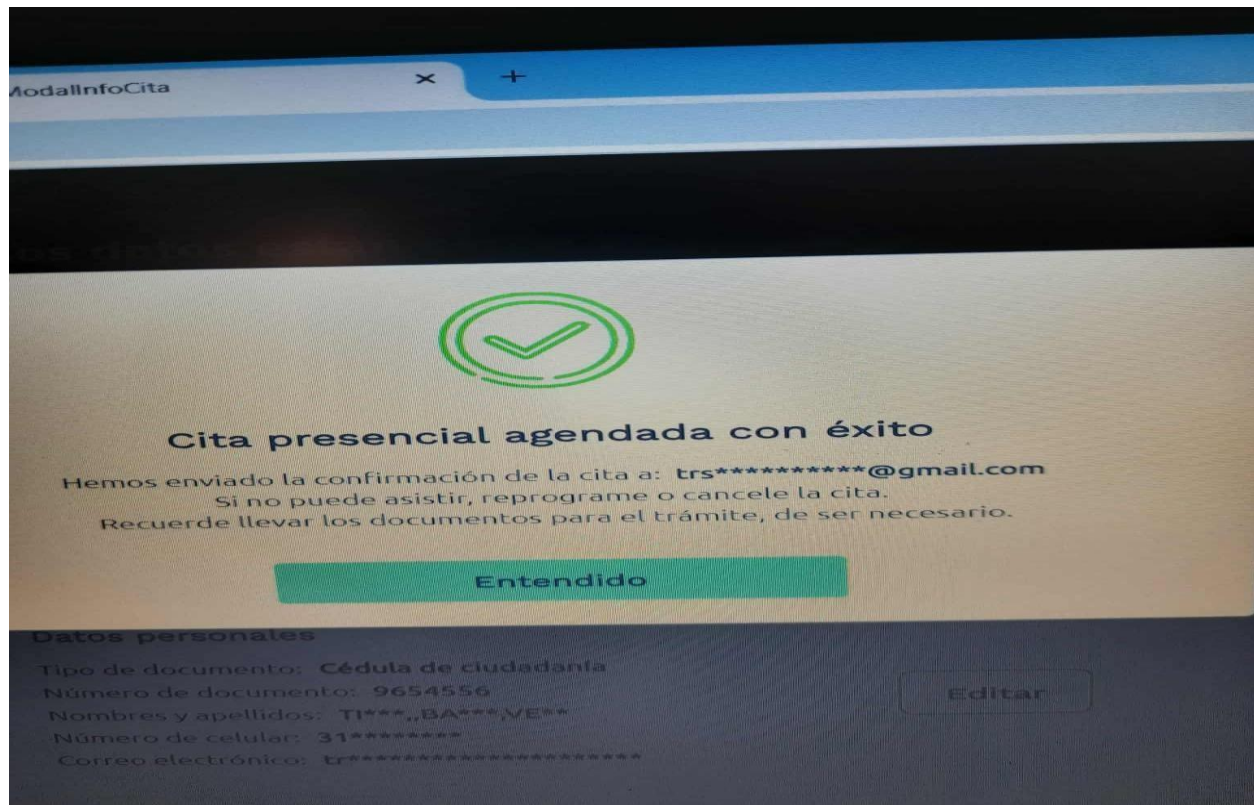 ModalInfoCita
Cita presencial agendada con éxito
Hemos enviado la confirmación de la cita a: trs**********@gmail.com
Si no puede asistir, reprograme o cancele la cita.
Recuerde llevar los documentos para el trámite, de ser necesario.
Entendido
Datos personales
Tipo de documento: Cédula de ciudadanía
Editar
Número de documento: 9654556
Nombres y apellidos: TI***,,BA***,VE**
Número de celular: 31********
Correo electrónico: tr**********************